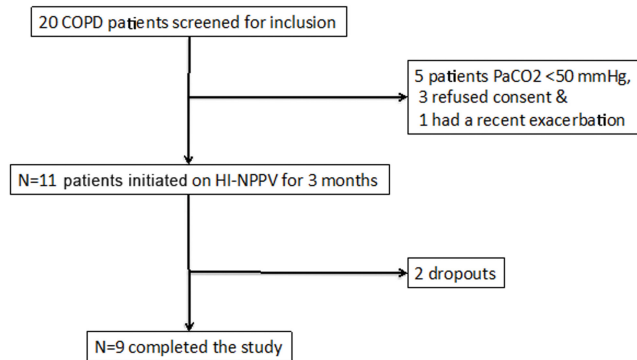 20 COPD patients screened for inclusion
5 patients PaCO2 <50 mmHg,
3 refused consent &
1 had a recent exacerbation
N=11 patients initiated on HI-NPPV for 3 months
2 dropouts
N=9 completed the study